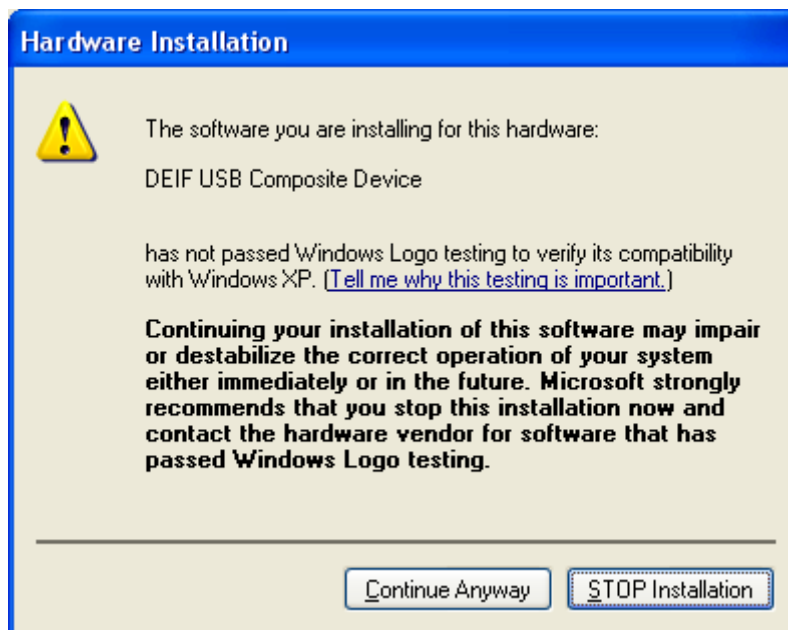 Hardware Installation
The software you are installing for this hardware:
DEIF USB Composite Device
has not passed Windows Logo testing to verify its compatibility
with Windows XP. (Tell me why this testing is important.)
Continuing your installation of this software may impair
or destabilize the correct operation of your system
either immediately or in the future. Microsoft strongly
recommends that you stop this installation now and
contact the hardware vendor for software that has
passed Windows Logo testing.
Continue Anyway
STOP Installation